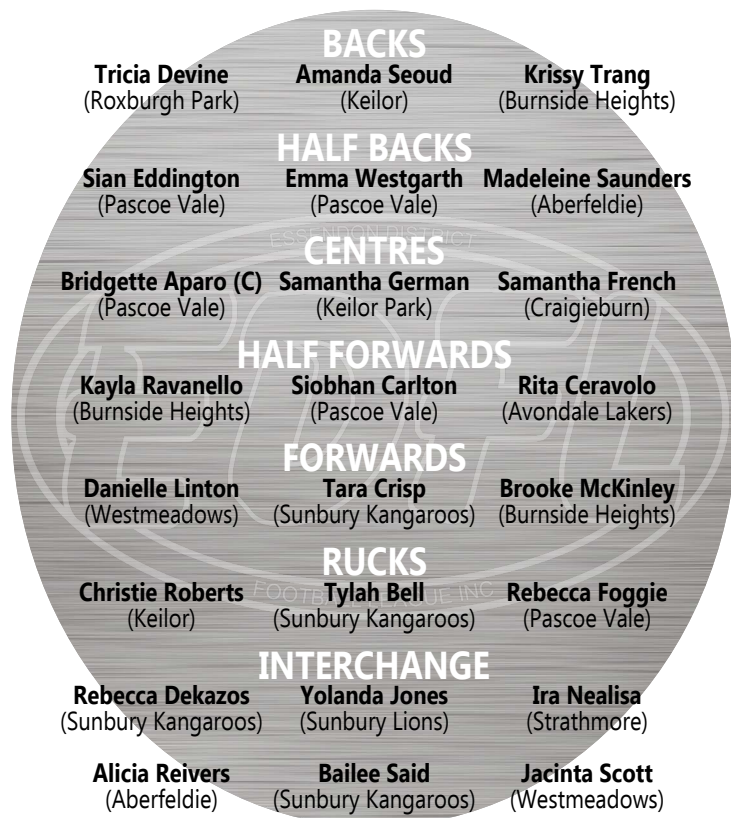 BACKS
Tricia Devine Amanda Seoud Krissy Trang
(Roxburgh Park) (Keilor) (Burnside Heights)
HALF BACKS
Sian Eddington Emma Westgarth Madeleine Saunders
(Pascoe Vale) (Pascoe Vale) (Aberfeldie)
ESSENDON DISTRICT
CENTRES
Bridgette Aparo (C) Samantha German Samantha French
(Pascoe Vale) (Keilor Park) (Craigieburn)
HALF FORWARDS
Kayla Ravanello Siobhan Carlton Rita Ceravolo
(Burnside Heights) (Pascoe Vale) (Avondale Lakers)
EDFL
FORWARDS
Danielle Linton Tara Crisp Brooke McKinley
(Westmeadows) (Sunbury Kangaroos) (Burnside Heights)
RUCKS
Christie Roberts Tylah Bell Rebecca Foggie
FOOTBALL LEAGUE INC
(Keilor) (Sunbury Kangaroos) (Pascoe Vale)
INTERCHANGE
Rebecca Dekazos Yolanda Jones Ira Nealisa
(Sunbury Kangaroos) (Sunbury Lions) (Strathmore)
Alicia Reivers Bailee Said Jacinta Scott
(Aberfeldie) (Sunbury Kangaroos) (Westmeadows)